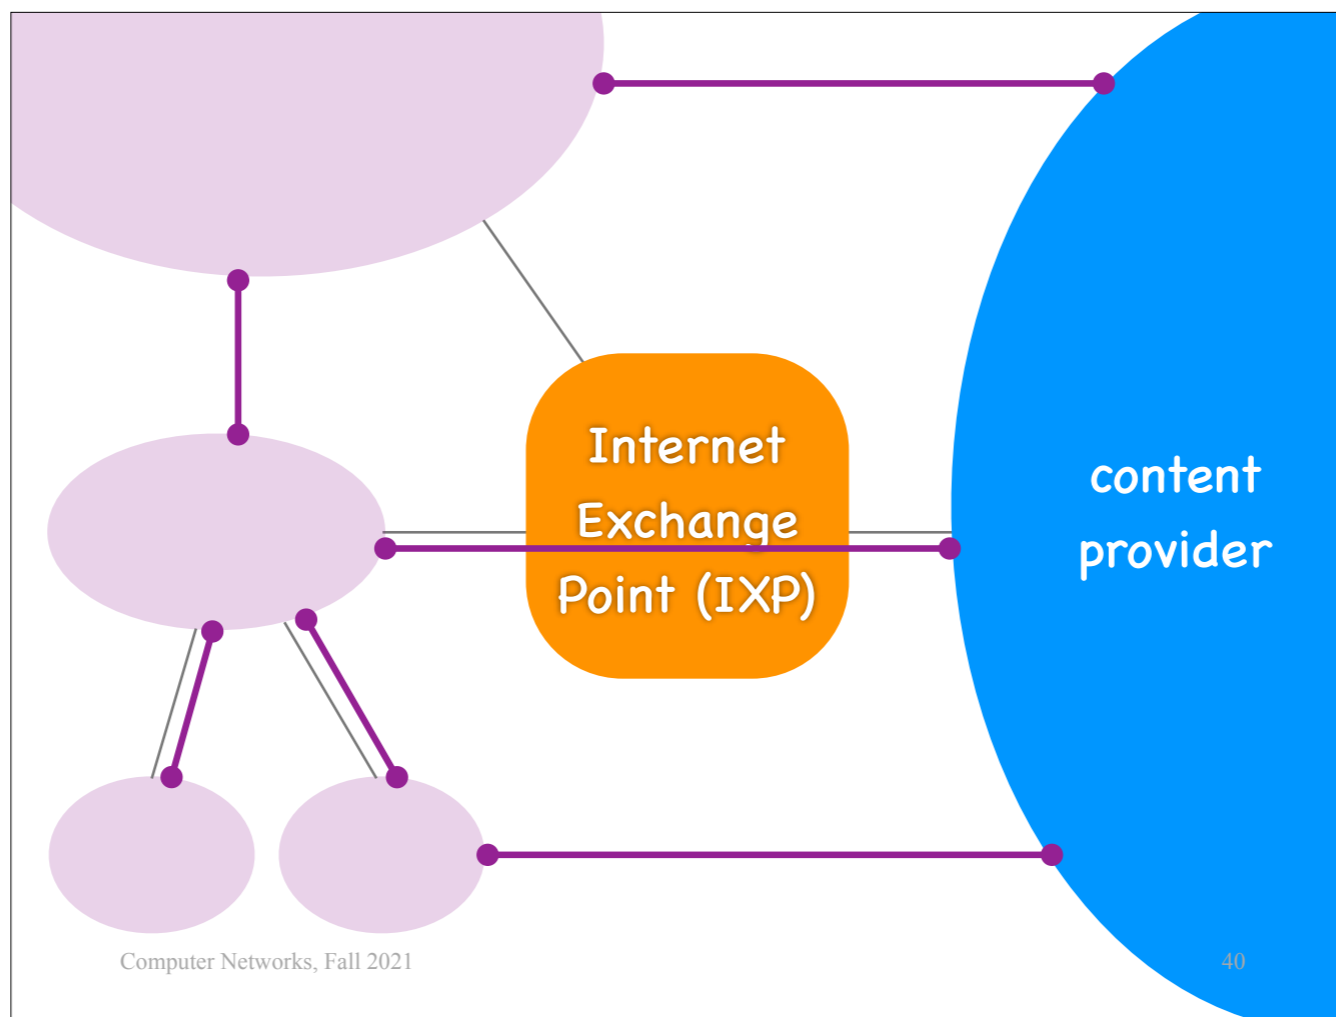 Internet
Exchange
Point (IXP)
content
provider
Computer Networks, Fall 2021
40